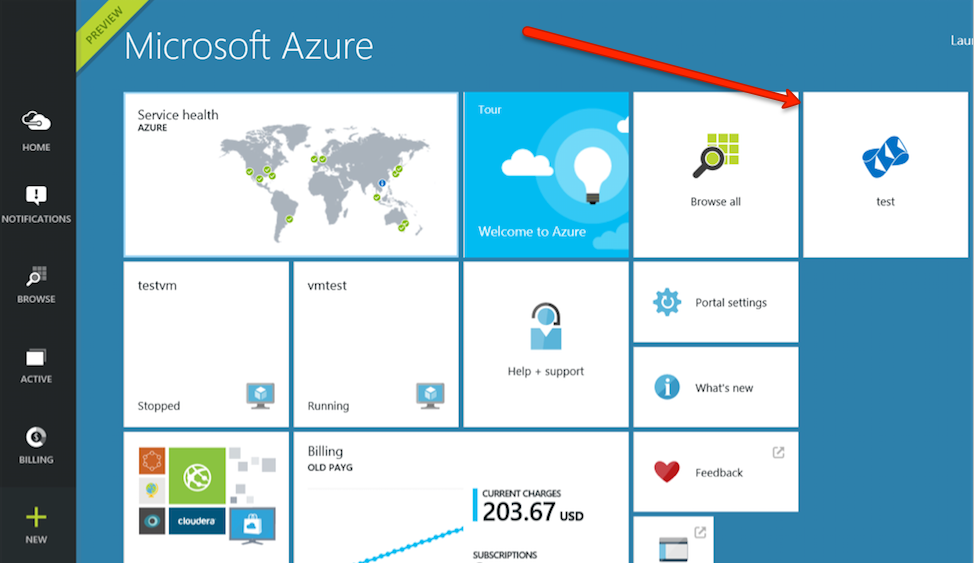 PREVIEW
Microsoft Azure
HOME
NOTIFICATIONS
BROWSE
ACTIVE
BILLING
NEW
Service health
AZURE
Tour
Welcome to Azure
Browse all
test
testvm
Stopped
vmtest
Running
Help + support
Portal settings
What's new
cloudera
Billing
OLD PAYG
CURRENT CHARGES
203.67 USD
SUBSCRIPTIONS
Feedback